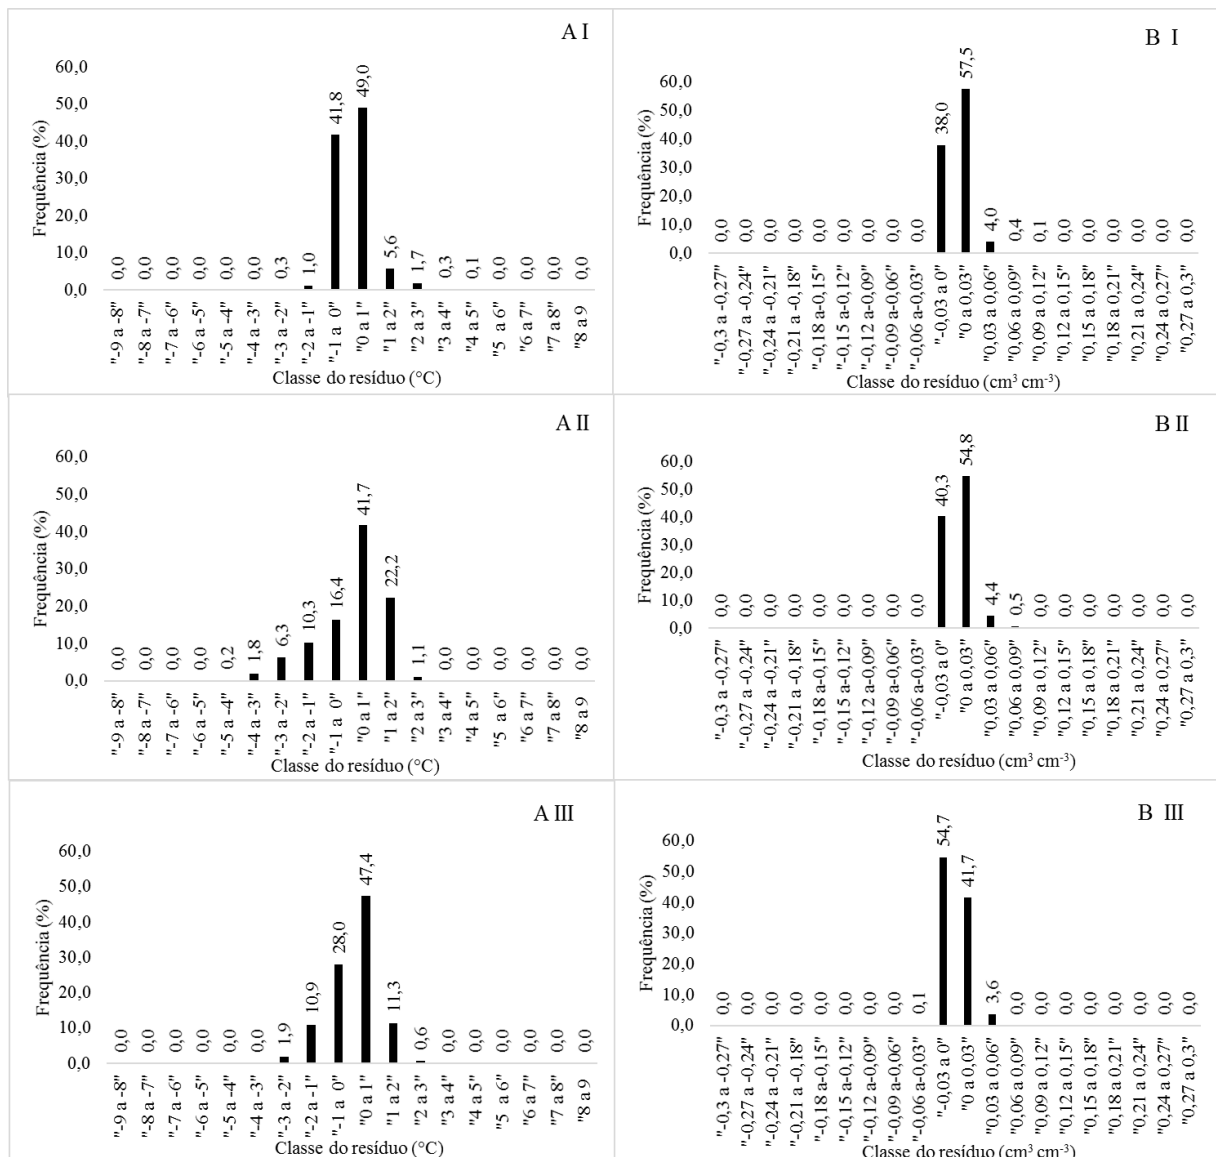 A I
Frequência (%)
60,0
50,0
40,0
30,0
20,0
10,0
0,0
0,0 0,0 0,0 0,0 0,0 0,0 0,3 1,0 41,8 49,0 5,6 1,7 0,3 0,1 0,0 0,0 0,0 0,0
"-9 a -8" "-8 a -7" "-7 a -6" "-6 a -5" "-5 a -4" "-4 a -3" "-3 a -2" "-2 a -1" "-1 a 0" "0 a 1" "1 a 2" "2 a 3" "3 a 4" "4 a 5" "5 a 6" "6 a 7" "7 a 8" "8 a 9
Classe do resíduo (°C)
B I
Frequência (%)
60,0
50,0
40,0
30,0
20,0
10,0
0,0
0,0 0,0 0,0 0,0 0,0 0,0 0,0 0,0 0,0 38,0 57,5 4,0 0,4 0,1 0,0 0,0 0,0 0,0 0,0 0,0
"-0,3 a -0,27" "-0,27 a -0,24" "-0,24 a -0,21" "-0,21 a -0,18" "-0,18 a-0,15" "-0,15 a-0,12" "-0,12 a-0,09" "-0,09 a-0,06" "-0,06 a-0,03" "-0,03 a 0" "0 a 0,03" "0,03 a 0,06" "0,06 a 0,09" "0,09 a 0,12" "0,12 a 0,15" "0,15 a 0,18" "0,18 a 0,21" "0,21 a 0,24" "0,24 a 0,27" "0,27 a 0,3"
Classe do resíduo (cm³ cm⁻³)
A II
Frequência (%)
60,0
50,0
40,0
30,0
20,0
10,0
0,0
0,0 0,0 0,0 0,0 0,2 1,8 6,3 10,3 16,4 41,7 22,2 1,1 0,0 0,0 0,0 0,0 0,0 0,0
"-9 a -8" "-8 a -7" "-7 a -6" "-6 a -5" "-5 a -4" "-4 a -3" "-3 a -2" "-2 a -1" "-1 a 0" "0 a 1" "1 a 2" "2 a 3" "3 a 4" "4 a 5" "5 a 6" "6 a 7" "7 a 8" "8 a 9
Classe do resíduo (°C)
B II
Frequência (%)
60,0
50,0
40,0
30,0
20,0
10,0
0,0
0,0 0,0 0,0 0,0 0,0 0,0 0,0 0,0 0,0 40,3 54,8 4,4 0,5 0,0 0,0 0,0 0,0 0,0 0,0 0,0
"-0,3 a -0,27" "-0,27 a -0,24" "-0,24 a -0,21" "-0,21 a -0,18" "-0,18 a-0,15" "-0,15 a-0,12" "-0,12 a-0,09" "-0,09 a-0,06" "-0,06 a-0,03" "-0,03 a 0" "0 a 0,03" "0,03 a 0,06" "0,06 a 0,09" "0,09 a 0,12" "0,12 a 0,15" "0,15 a 0,18" "0,18 a 0,21" "0,21 a 0,24" "0,24 a 0,27" "0,27 a 0,3"
Classe do resíduo (cm³ cm⁻³)
A III
Frequência (%)
60,0
50,0
40,0
30,0
20,0
10,0
0,0
0,0 0,0 0,0 0,0 0,0 0,0 1,9 10,9 28,0 47,4 11,3 0,6 0,0 0,0 0,0 0,0 0,0 0,0
"-9 a -8" "-8 a -7" "-7 a -6" "-6 a -5" "-5 a -4" "-4 a -3" "-3 a -2" "-2 a -1" "-1 a 0" "0 a 1" "1 a 2" "2 a 3" "3 a 4" "4 a 5" "5 a 6" "6 a 7" "7 a 8" "8 a 9
Classe do resíduo (°C)
B III
Frequência (%)
60,0
50,0
40,0
30,0
20,0
10,0
0,0
0,0 0,0 0,0 0,0 0,0 0,0 0,0 0,0 0,1 54,7 41,7 3,6 0,0 0,0 0,0 0,0 0,0 0,0 0,0 0,0
"-0,3 a -0,27" "-0,27 a -0,24" "-0,24 a -0,21" "-0,21 a -0,18" "-0,18 a-0,15" "-0,15 a-0,12" "-0,12 a-0,09" "-0,09 a-0,06" "-0,06 a-0,03" "-0,03 a 0" "0 a 0,03" "0,03 a 0,06" "0,06 a 0,09" "0,09 a 0,12" "0,12 a 0,15" "0,15 a 0,18" "0,18 a 0,21" "0,21 a 0,24" "0,24 a 0,27" "0,27 a 0,3"
Classe do resíduo (cm³ cm⁻³)